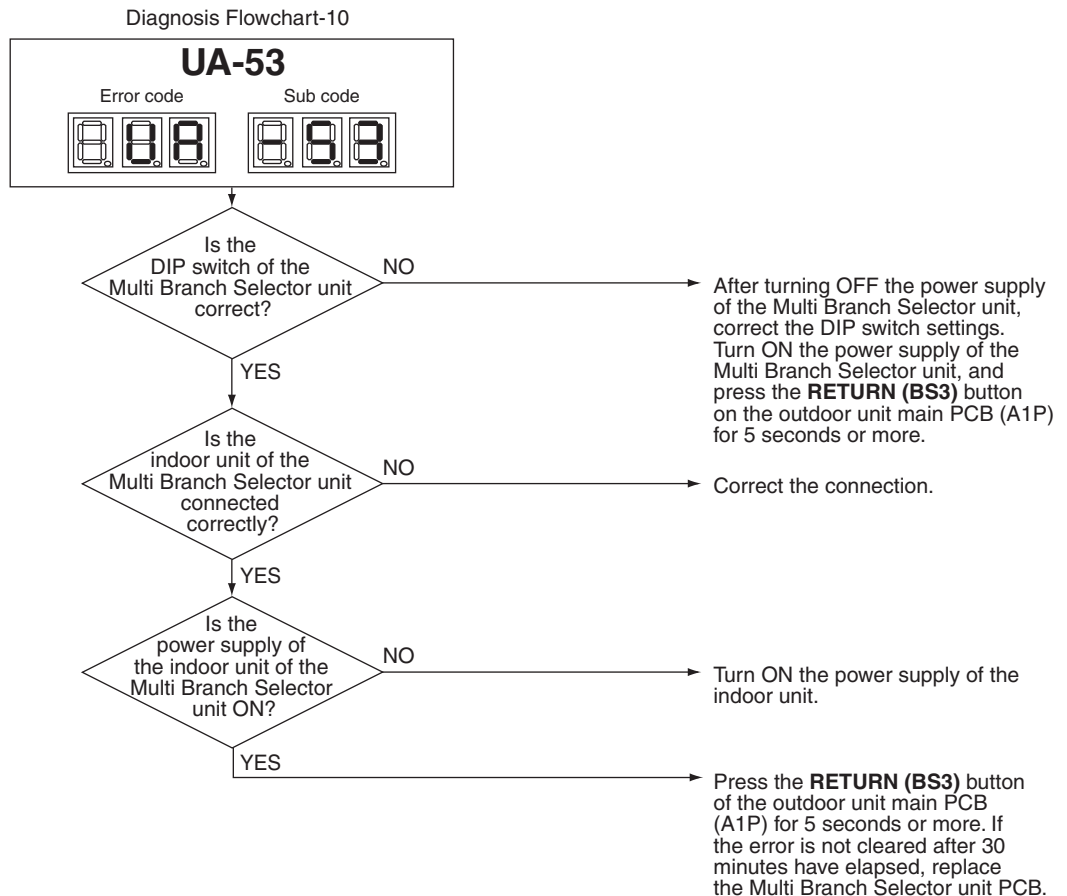 Diagnosis Flowchart-10
UA-53
Error code
Sub code
UA
-53
Is the
DIP switch of the
Multi Branch Selector unit
correct?
NO
After turning OFF the power supply
of the Multi Branch Selector unit,
correct the DIP switch settings.
Turn ON the power supply of the
Multi Branch Selector unit, and
press the RETURN (BS3) button
on the outdoor unit main PCB (A1P)
for 5 seconds or more.
YES
Is the
indoor unit of the
Multi Branch Selector unit
connected
correctly?
NO
Correct the connection.
YES
Is the
power supply of
the indoor unit of the
Multi Branch Selector
unit ON?
NO
Turn ON the power supply of the
indoor unit.
YES
Press the RETURN (BS3) button
of the outdoor unit main PCB
(A1P) for 5 seconds or more. If
the error is not cleared after 30
minutes have elapsed, replace
the Multi Branch Selector unit PCB.